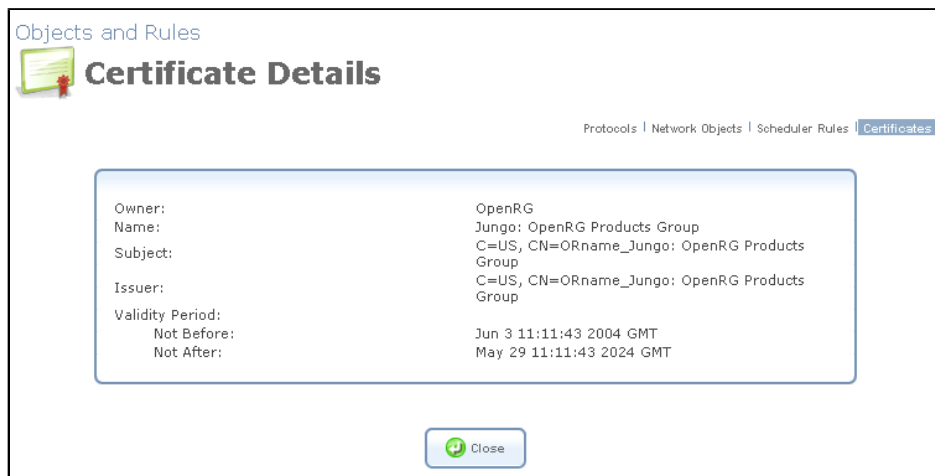 Objects and Rules
Certificate Details
Protocols | Network Objects | Scheduler Rules | Certificates
Owner: OpenRG
Name: Jungo: OpenRG Products Group
Subject: C=US, CN=ORname_Jungo: OpenRG Products
Group
Issuer: C=US, CN=ORname_Jungo: OpenRG Products
Group
Validity Period:
Not Before: Jun 3 11:11:43 2004 GMT
Not After: May 29 11:11:43 2024 GMT
Close